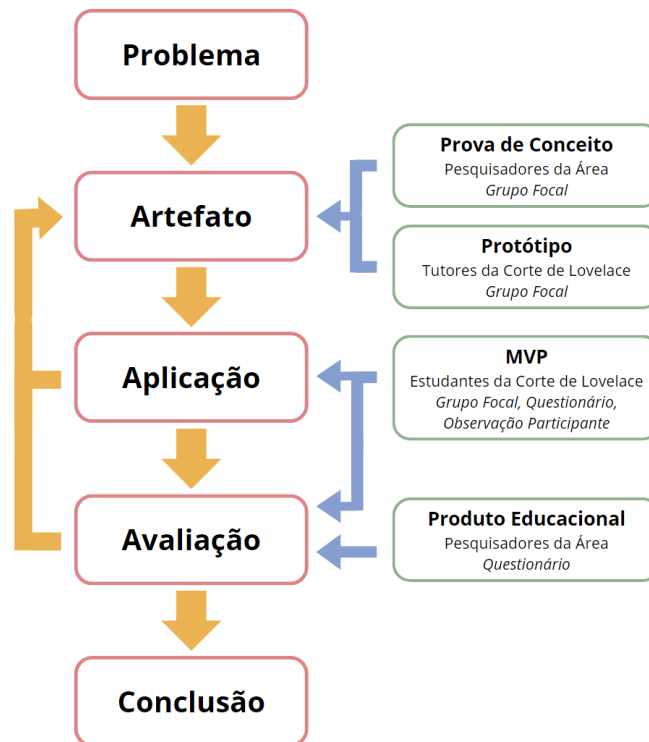 Problema
Artefato
Prova de Conceito
Pesquisadores da Área
Grupo Focal
Protótipo
Tutores da Corte de Lovelace
Grupo Focal
Aplicação
MVP
Estudantes da Corte de Lovelace
Grupo Focal, Questionário,
Observação Participante
Avaliação
Produto Educacional
Pesquisadores da Área
Questionário
Conclusão